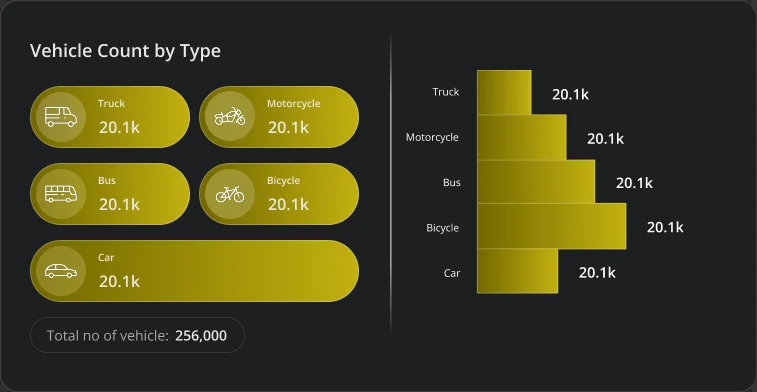 Vehicle Count by Type
Truck
20.1k
Motorcycle
20.1k
Bus
20.1k
Bicycle
20.1k
Car
20.1k
Total no of vehicle: 256,000
Truck 20.1k
Motorcycle 20.1k
Bus 20.1k
Bicycle 20.1k
Car 20.1k